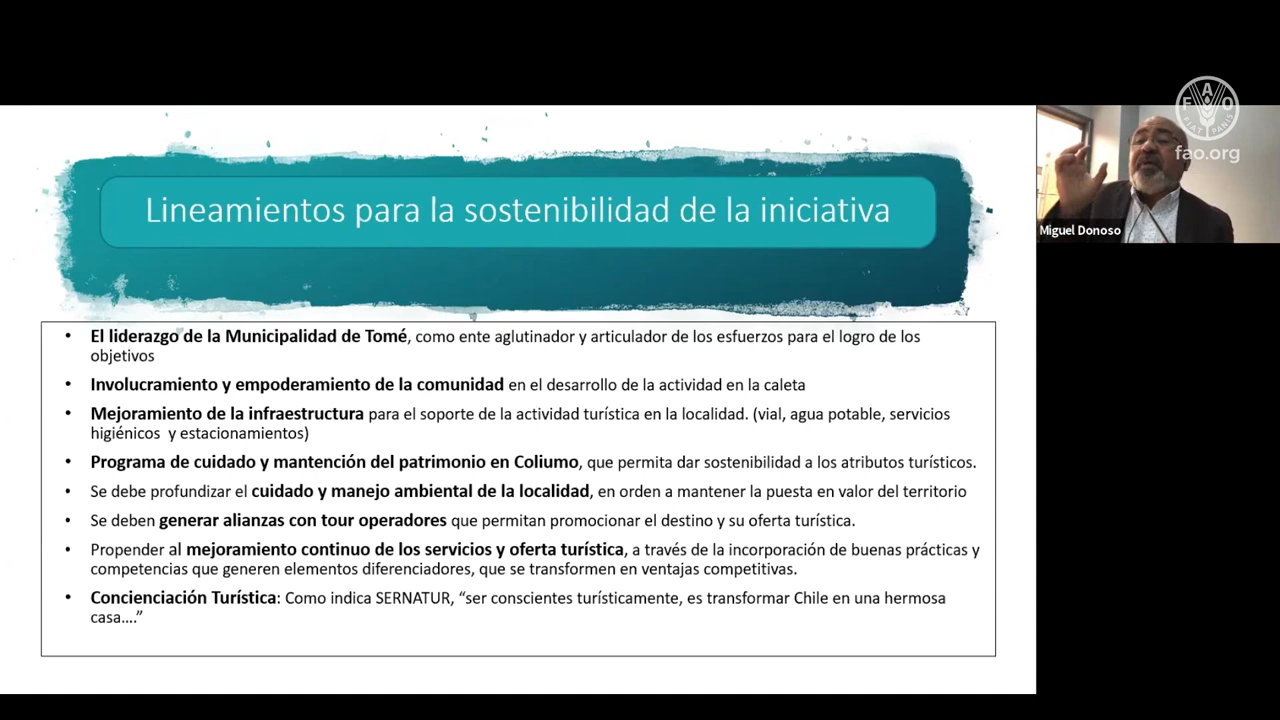 Lineamientos para la sostenibilidad de la iniciativa
• El liderazgo de la Municipalidad de Tomé, como ente aglutinador y articulador de los esfuerzos para el logro de los
objetivos
• Involucramiento y empoderamiento de la comunidad en el desarrollo de la actividad en la caleta
• Mejoramiento de la infraestructura para el soporte de la actividad turística en la localidad. (vial, agua potable, servicios
higiénicos y estacionamientos)
• Programa de cuidado y mantención del patrimonio en Coliumo, que permita dar sostenibilidad a los atributos turísticos.
• Se debe profundizar el cuidado y manejo ambiental de la localidad, en orden a mantener la puesta en valor del territorio
• Se deben generar alianzas con tour operadores que permitan promocionar el destino y su oferta turística.
• Propender al mejoramiento continuo de los servicios y oferta turística, a través de la incorporación de buenas prácticas y
competencias que generen elementos diferenciadores, que se transformen en ventajas competitivas.
• Concienciación Turística: Como indica SERNATUR, “ser conscientes turísticamente, es transformar Chile en una hermosa
casa….”
FAO
FIAT PANIS
fao.org
Miguel Donoso